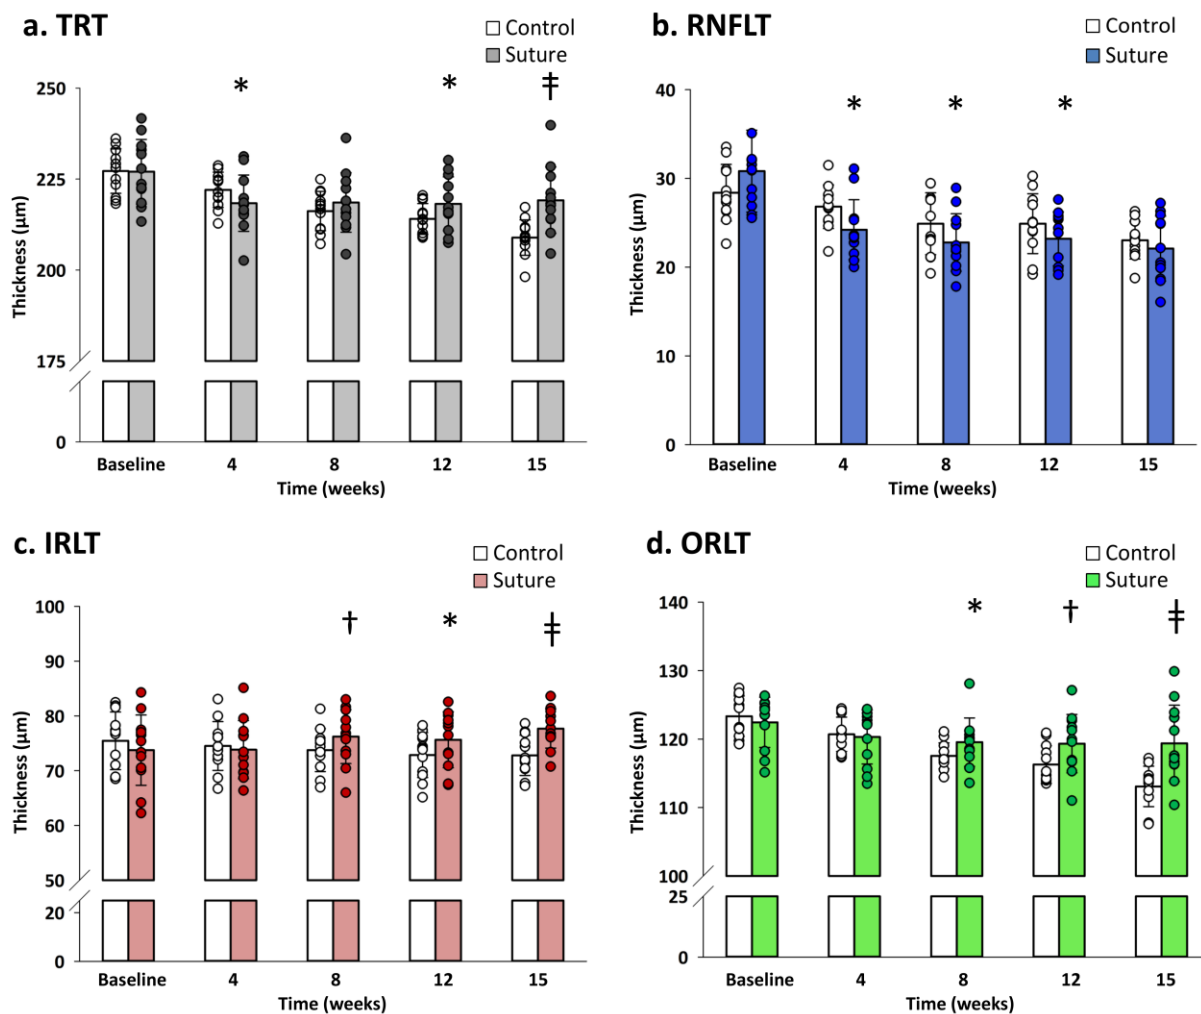 a. TRT
Control
Suture
* * ‡
Thickness (µm)
250
225
200
175
0
Baseline 4 8 12 15
Time (weeks)
b. RNFLT
Control
Suture
* * *
Thickness (µm)
40
30
20
10
0
Baseline 4 8 12 15
Time (weeks)
c. IRLT
Control
Suture
† * ‡
Thickness (µm)
100
90
80
70
60
50
20
0
Baseline 4 8 12 15
Time (weeks)
d. ORLT
Control
Suture
* † ‡
Thickness (µm)
140
130
120
110
100
25
0
Baseline 4 8 12 15
Time (weeks)